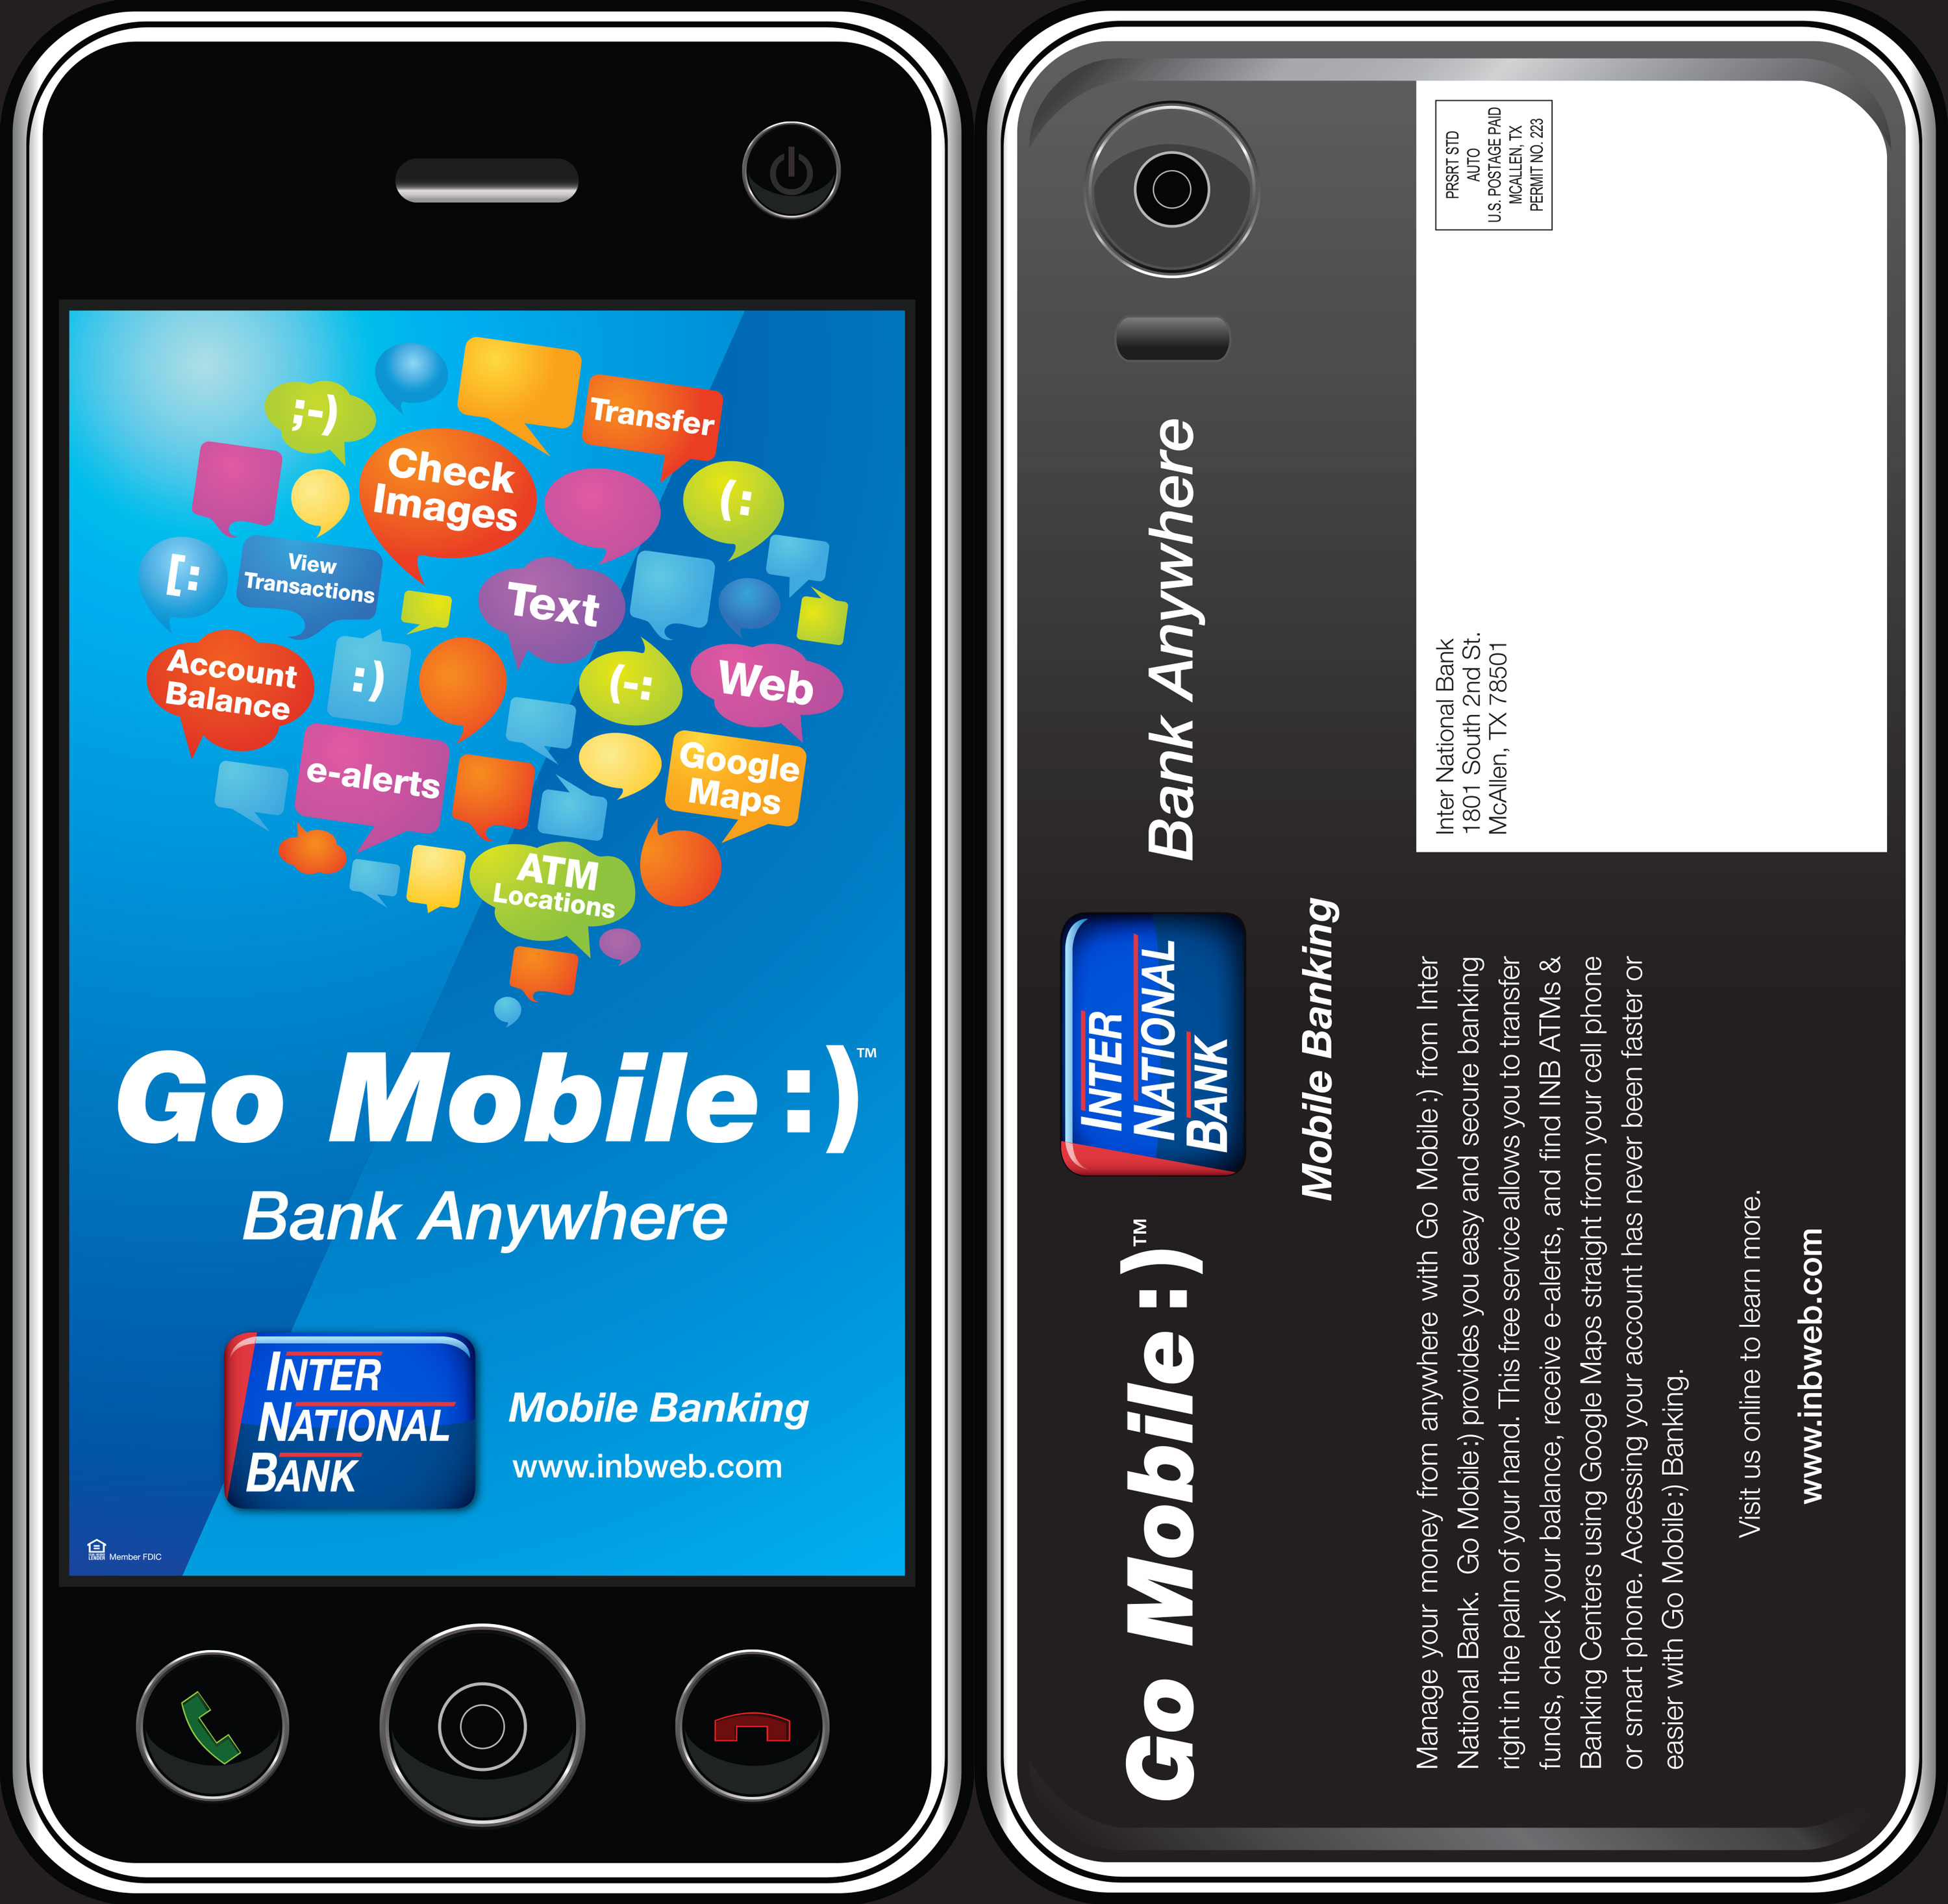 ;-)
Transfer
Check
Images
(:
[:
View
Transactions
Text
Account
Balance
:)
(-:
Web
e-alerts
Google
Maps
ATM
Locations
Go Mobile :)™
Bank Anywhere
INTER
NATIONAL
BANK
Mobile Banking
www.inbweb.com
Member FDIC
Go Mobile :)™
INTER
NATIONAL
BANK
Bank Anywhere
Mobile Banking
Manage your money from anywhere with Go Mobile:) from Inter
National Bank. Go Mobile:) provides you easy and secure banking
right in the palm of your hand. This free service allows you to transfer
funds, check your balance, receive e-alerts, and find INB ATMs &
Banking Centers using Google Maps straight from your cell phone
or smart phone. Accessing your account has never been faster or
easier with Go Mobile:) Banking.
Visit us online to learn more.
www.inbweb.com
Inter National Bank
1801 South 2nd St.
McAllen, TX 78501
PRSRT STD
AUTO
U.S. POSTAGE PAID
MCALLEN, TX
PERMIT NO. 223